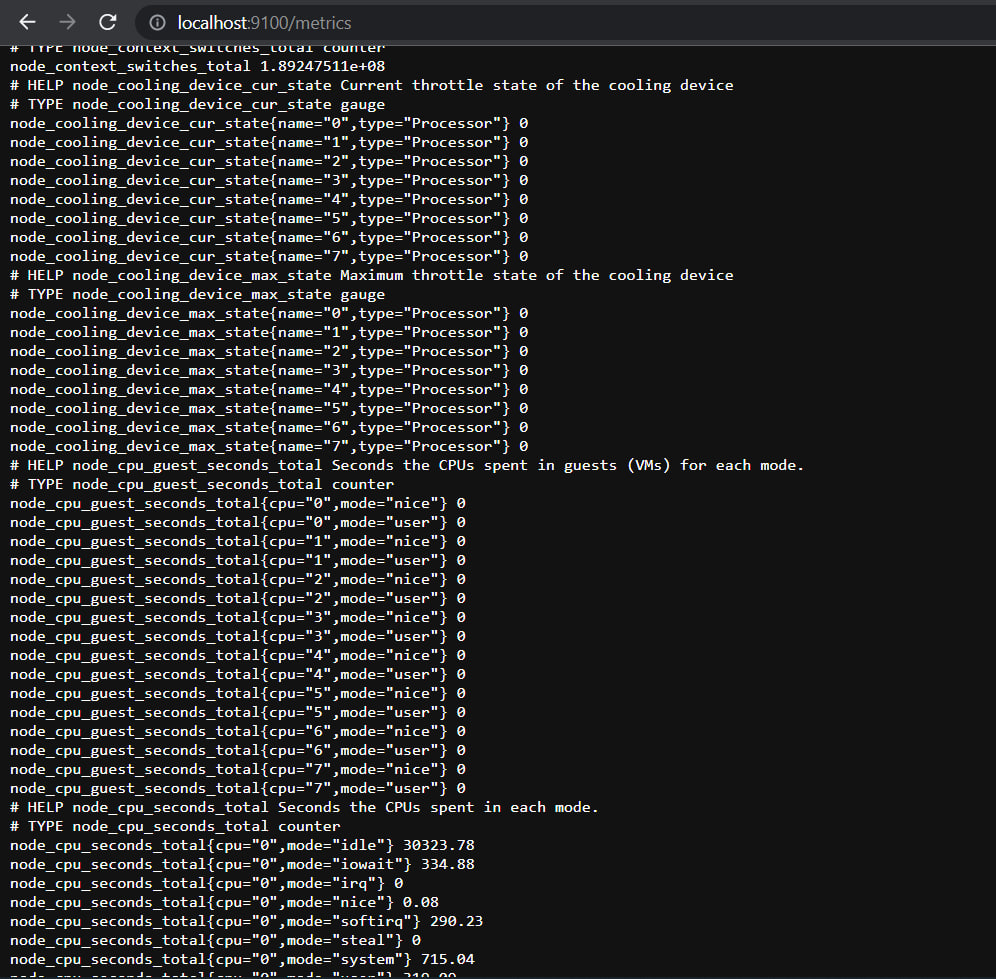 localhost:9100/metrics
# TYPE node_context_switches_total counter
node_context_switches_total 1.89247511e+08
# HELP node_cooling_device_cur_state Current throttle state of the cooling device
# TYPE node_cooling_device_cur_state gauge
node_cooling_device_cur_state{name="0",type="Processor"} 0
node_cooling_device_cur_state{name="1",type="Processor"} 0
node_cooling_device_cur_state{name="2",type="Processor"} 0
node_cooling_device_cur_state{name="3",type="Processor"} 0
node_cooling_device_cur_state{name="4",type="Processor"} 0
node_cooling_device_cur_state{name="5",type="Processor"} 0
node_cooling_device_cur_state{name="6",type="Processor"} 0
node_cooling_device_cur_state{name="7",type="Processor"} 0
# HELP node_cooling_device_max_state Maximum throttle state of the cooling device
# TYPE node_cooling_device_max_state gauge
node_cooling_device_max_state{name="0",type="Processor"} 0
node_cooling_device_max_state{name="1",type="Processor"} 0
node_cooling_device_max_state{name="2",type="Processor"} 0
node_cooling_device_max_state{name="3",type="Processor"} 0
node_cooling_device_max_state{name="4",type="Processor"} 0
node_cooling_device_max_state{name="5",type="Processor"} 0
node_cooling_device_max_state{name="6",type="Processor"} 0
node_cooling_device_max_state{name="7",type="Processor"} 0
# HELP node_cpu_guest_seconds_total Seconds the CPUs spent in guests (VMs) for each mode.
# TYPE node_cpu_guest_seconds_total counter
node_cpu_guest_seconds_total{cpu="0",mode="nice"} 0
node_cpu_guest_seconds_total{cpu="0",mode="user"} 0
node_cpu_guest_seconds_total{cpu="1",mode="nice"} 0
node_cpu_guest_seconds_total{cpu="1",mode="user"} 0
node_cpu_guest_seconds_total{cpu="2",mode="nice"} 0
node_cpu_guest_seconds_total{cpu="2",mode="user"} 0
node_cpu_guest_seconds_total{cpu="3",mode="nice"} 0
node_cpu_guest_seconds_total{cpu="3",mode="user"} 0
node_cpu_guest_seconds_total{cpu="4",mode="nice"} 0
node_cpu_guest_seconds_total{cpu="4",mode="user"} 0
node_cpu_guest_seconds_total{cpu="5",mode="nice"} 0
node_cpu_guest_seconds_total{cpu="5",mode="user"} 0
node_cpu_guest_seconds_total{cpu="6",mode="nice"} 0
node_cpu_guest_seconds_total{cpu="6",mode="user"} 0
node_cpu_guest_seconds_total{cpu="7",mode="nice"} 0
node_cpu_guest_seconds_total{cpu="7",mode="user"} 0
# HELP node_cpu_seconds_total Seconds the CPUs spent in each mode.
# TYPE node_cpu_seconds_total counter
node_cpu_seconds_total{cpu="0",mode="idle"} 30323.78
node_cpu_seconds_total{cpu="0",mode="iowait"} 334.88
node_cpu_seconds_total{cpu="0",mode="irq"} 0
node_cpu_seconds_total{cpu="0",mode="nice"} 0.08
node_cpu_seconds_total{cpu="0",mode="softirq"} 290.23
node_cpu_seconds_total{cpu="0",mode="steal"} 0
node_cpu_seconds_total{cpu="0",mode="system"} 715.04
node_cpu_seconds_total{cpu="0",mode="user"}